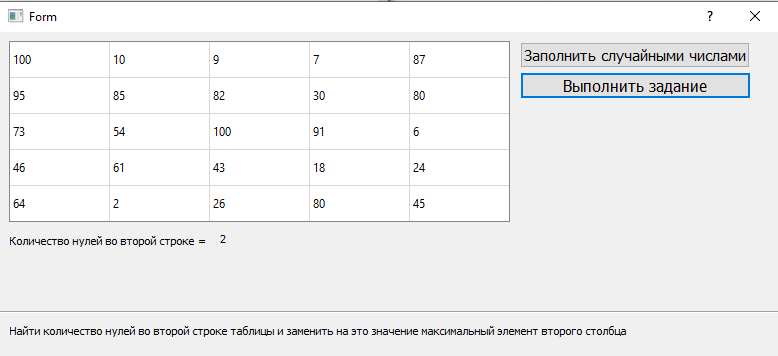 Form
?
100 10 9 7 87
Заполнить случайными числами
95 85 82 30 80
Выполнить задание
73 54 100 91 6
46 61 43 18 24
64 2 26 80 45
Количество нулей во второй строке = 2
Найти количество нулей во второй строке таблицы и заменить на это значение максимальный элемент второго столбца